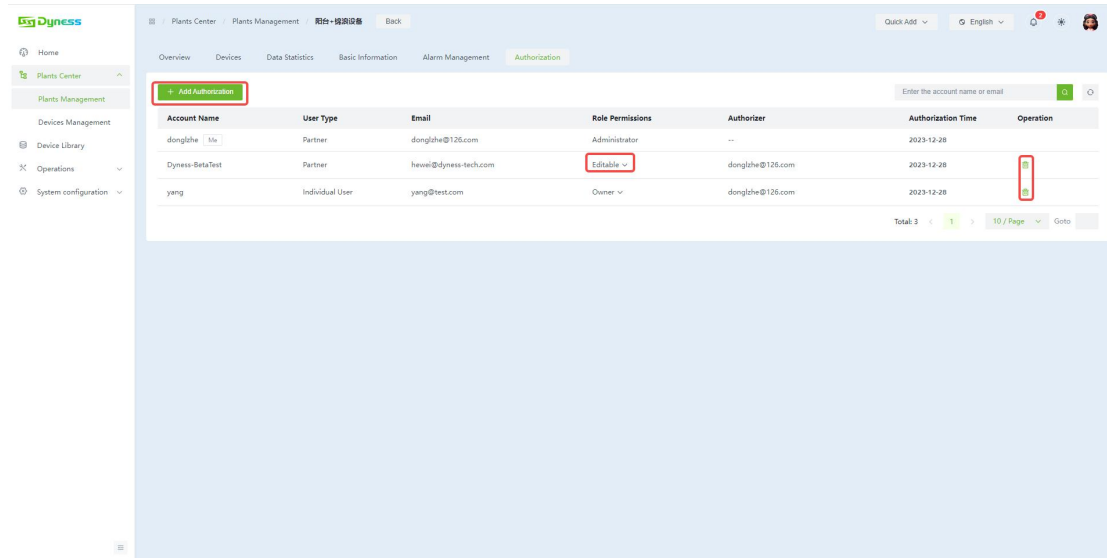 Dyness
Plants Center / Plants Management / 阳台+锦浪设备 Back
Quick Add English 2
Home
Plants Center
Plants Management
Devices Management
Device Library
Operations
System configuration
Overview Devices Data Statistics Basic Information Alarm Management Authorization
+ Add Authorization
Enter the account name or email
Account Name User Type Email Role Permissions Authorizer Authorization Time Operation
donglzhe Me Partner donglzhe@126.com Administrator -- 2023-12-28
Dyness-BetaTest Partner hewei@dyness-tech.com Editable donglzhe@126.com 2023-12-28
yang Individual User yang@test.com Owner donglzhe@126.com 2023-12-28
Total: 3 < 1 > 10 / Page Goto